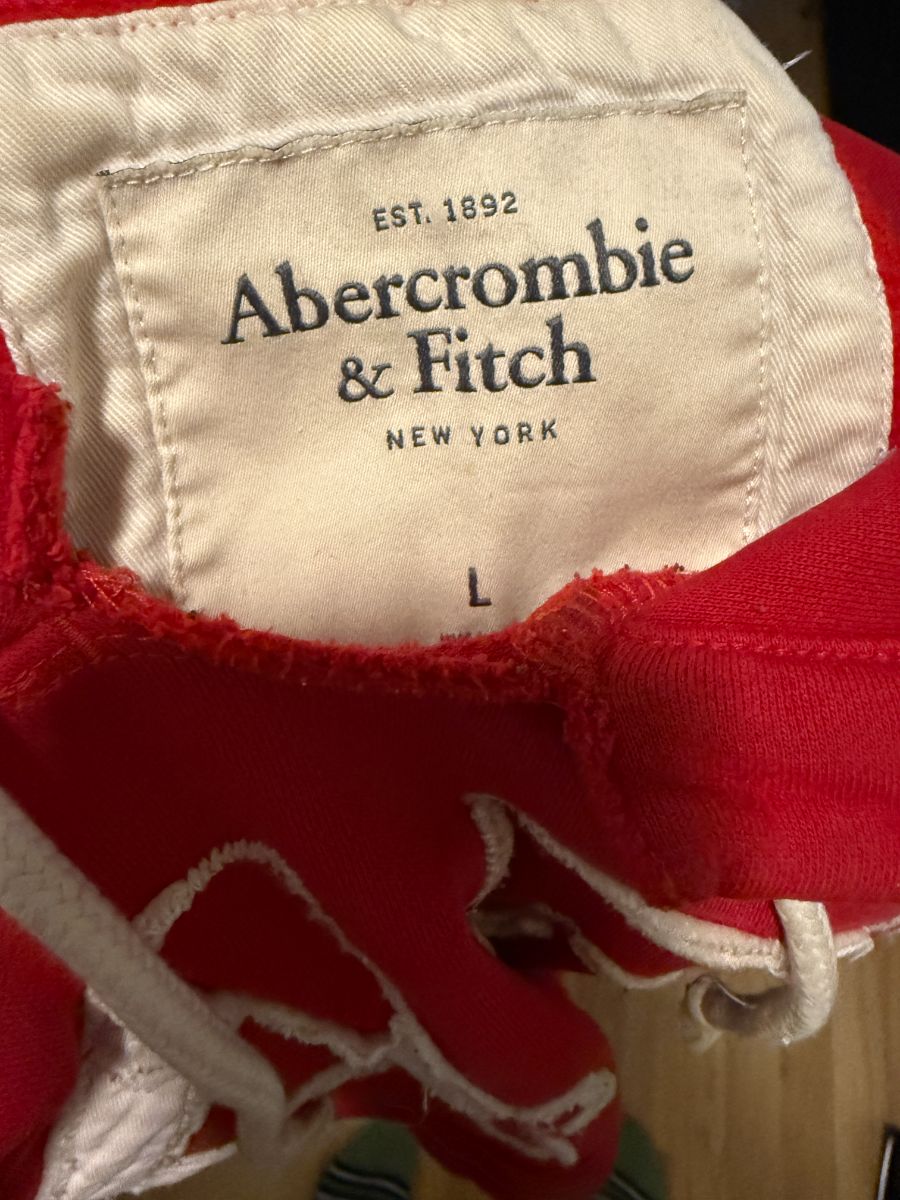 EST. 1892
Abercrombie
& Fitch
NEW YORK
L